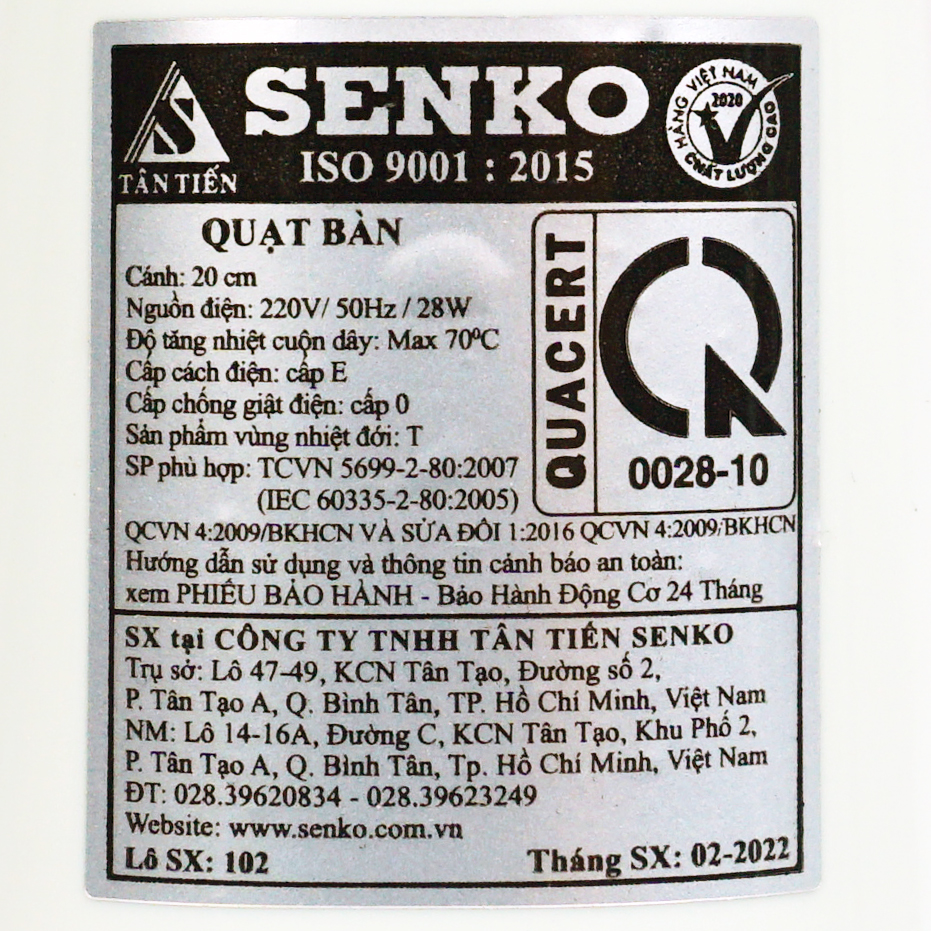 TÂN TIẾN
SENKO
ISO 9001 : 2015
HÀNG VIỆT NAM
2020
CHẤT LƯỢNG CAO
QUẠT BÀN
Cánh: 20 cm
Nguồn điện: 220V/ 50Hz / 28W
Độ tăng nhiệt cuộn dây: Max 70⁰C
Cấp cách điện: cấp E
Cấp chống giật điện: cấp 0
Sản phẩm vùng nhiệt đới: T
SP phù hợp: TCVN 5699-2-80:2007
(IEC 60335-2-80:2005)
QUACERT
0028-10
QCVN 4:2009/BKHCN VÀ SỬA ĐỔI 1:2016 QCVN 4:2009/BKHCN
Hướng dẫn sử dụng và thông tin cảnh báo an toàn:
xem PHIẾU BẢO HÀNH - Bảo Hành Động Cơ 24 Tháng
SX tại CÔNG TY TNHH TÂN TIẾN SENKO
Trụ sở: Lô 47-49, KCN Tân Tạo, Đường số 2,
P. Tân Tạo A, Q. Bình Tân, TP. Hồ Chí Minh, Việt Nam
NM: Lô 14-16A, Đường C, KCN Tân Tạo, Khu Phố 2,
P. Tân Tạo A, Q. Bình Tân, Tp. Hồ Chí Minh, Việt Nam
ĐT: 028.39620834 - 028.39623249
Website: www.senko.com.vn
Lô SX: 102
Tháng SX: 02-2022